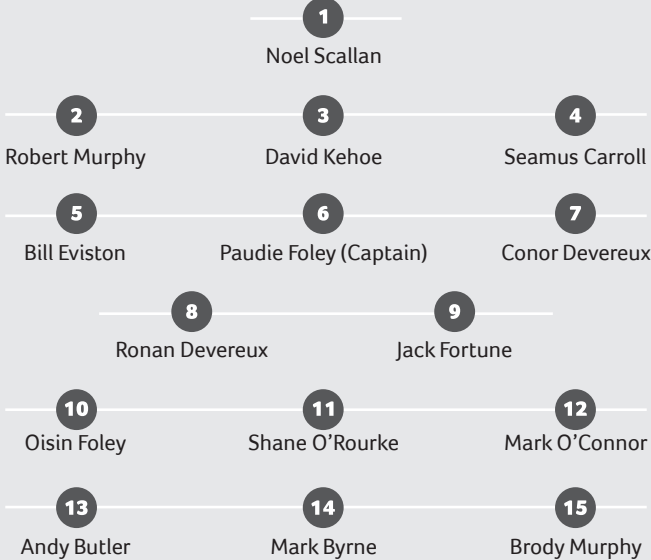 1
Noel Scallan
2 3 4
Robert Murphy David Kehoe Seamus Carroll
5 6 7
Bill Eviston Paudie Foley (Captain) Conor Devereux
8 9
Ronan Devereux Jack Fortune
10 11 12
Oisin Foley Shane O’Rourke Mark O’Connor
13 14 15
Andy Butler Mark Byrne Brody Murphy